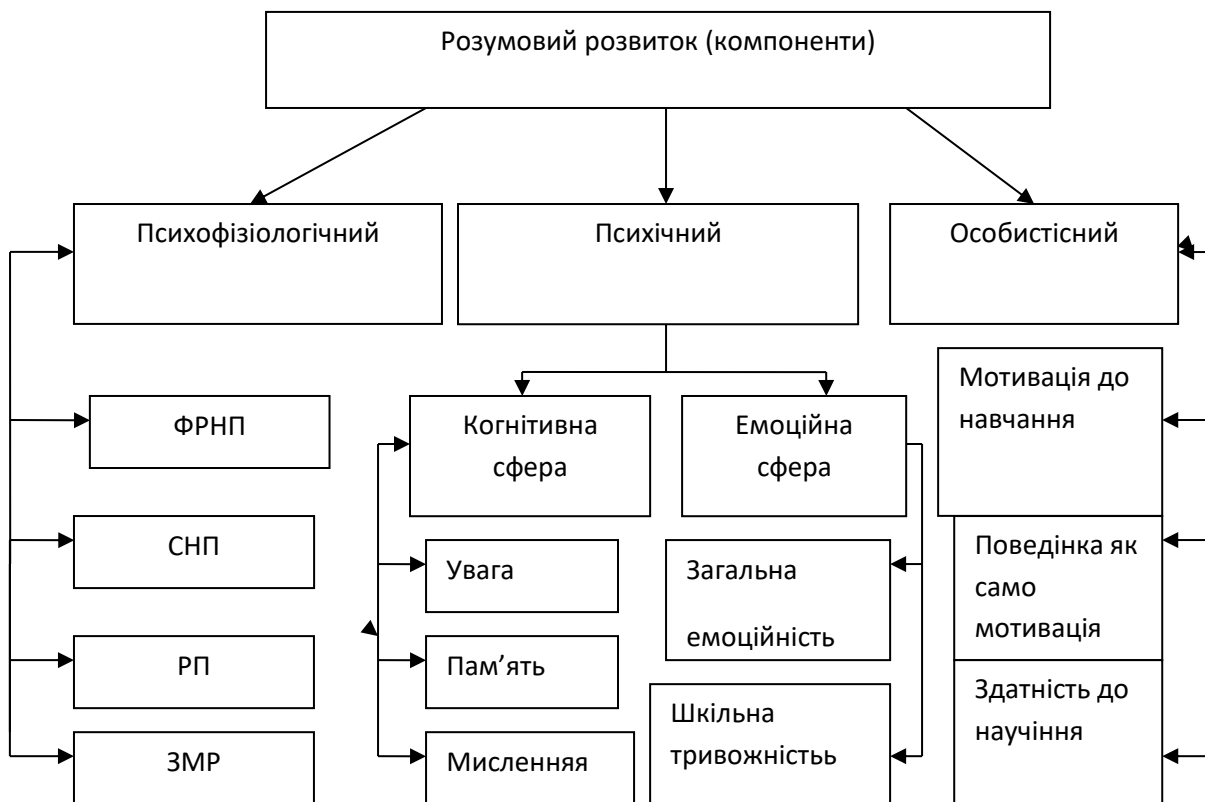 Розумовий розвиток (компоненти)
Психофізіологічний
Психічний
Особистісний
ФРНП
СНП
РП
ЗМР
Когнітивна
сфера
Увага
Пам’ять
Мисленняя
Емоційна
сфера
Загальна
емоційність
Шкільна
тривожністьь
Мотивація до
навчання
Поведінка як
само
мотивація
Здатність до
научіння